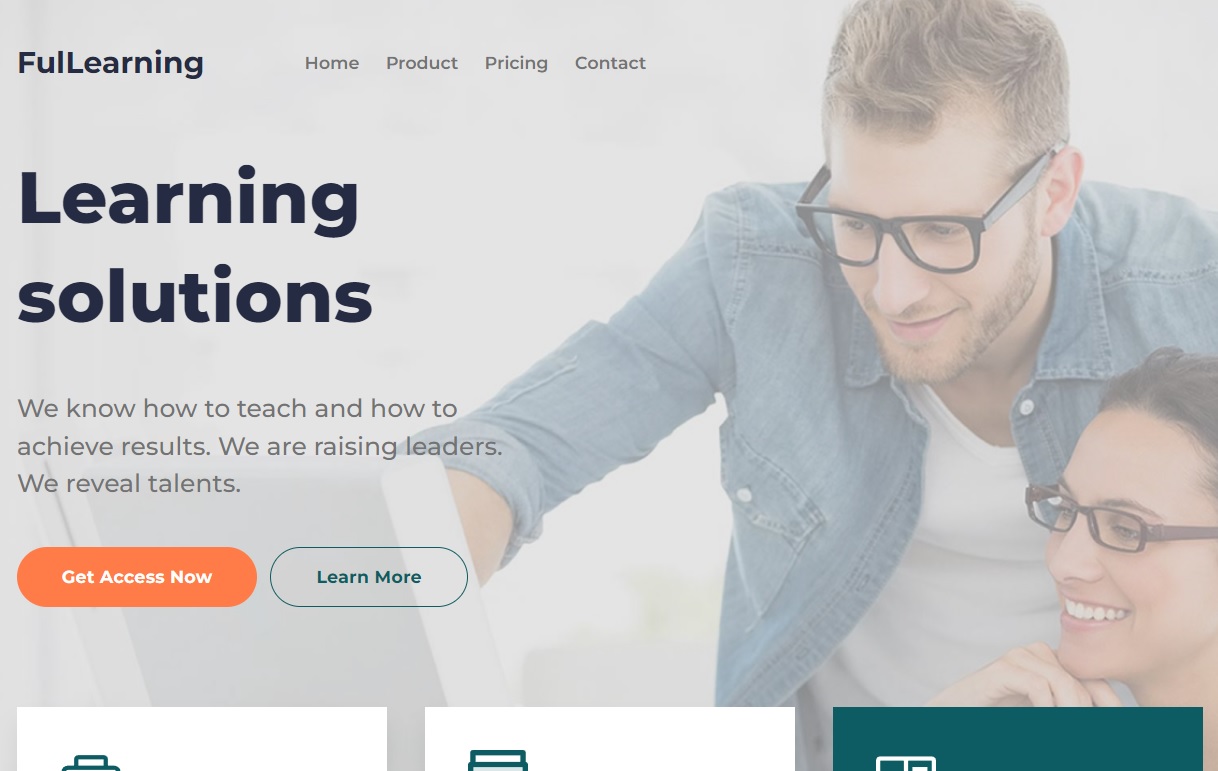 FulLearning
Home Product Pricing Contact
Learning
solutions
We know how to teach and how to
achieve results. We are raising leaders.
We reveal talents.
Get Access Now Learn More